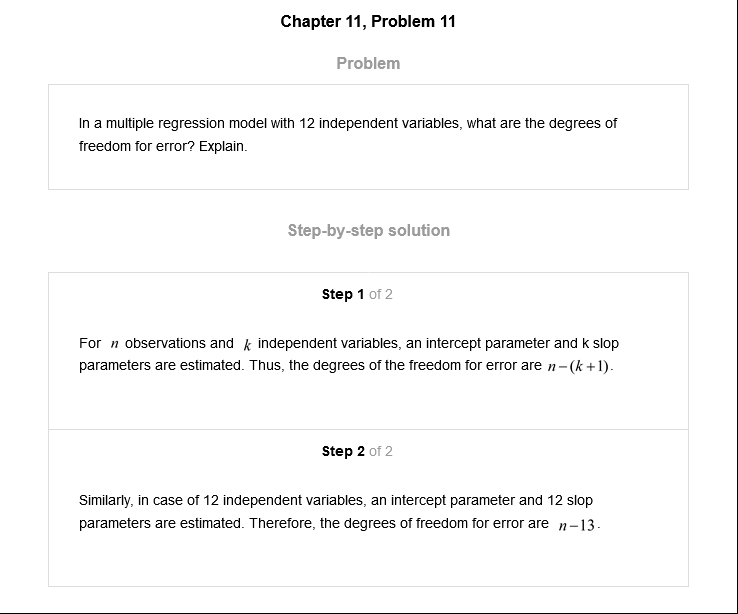 Chapter 11, Problem 11
Problem
In a multiple regression model with 12 independent variables, what are the degrees of
freedom for error? Explain.
Step-by-step solution
Step 1 of 2
For n observations and k independent variables, an intercept parameter and k slop
parameters are estimated. Thus, the degrees of the freedom for error are n−(k+1).
Step 2 of 2
Similarly, in case of 12 independent variables, an intercept parameter and 12 slop
parameters are estimated. Therefore, the degrees of freedom for error are n−13.